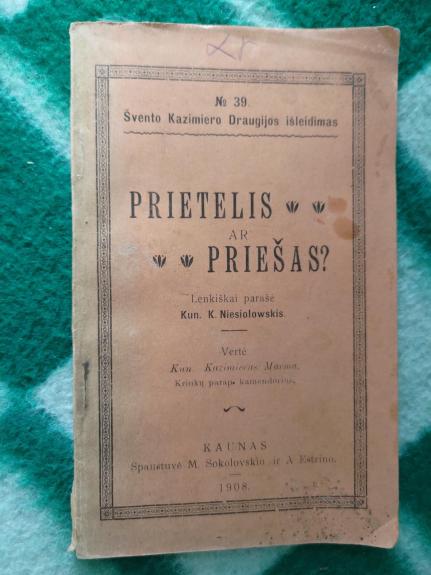 № 39.
Švento Kazimiero Draugijos išleidimas
PRIETELIS
AR
PRIEŠAS?
Lenkiškai parašė
Kun. K. Niesiolowskis.
Vertė
Kun. Kazimieras
Krinkų parap. kamendorius.
KAUNAS
Spaustuvė M. Sokolovskio ir A Estrino.
1908.